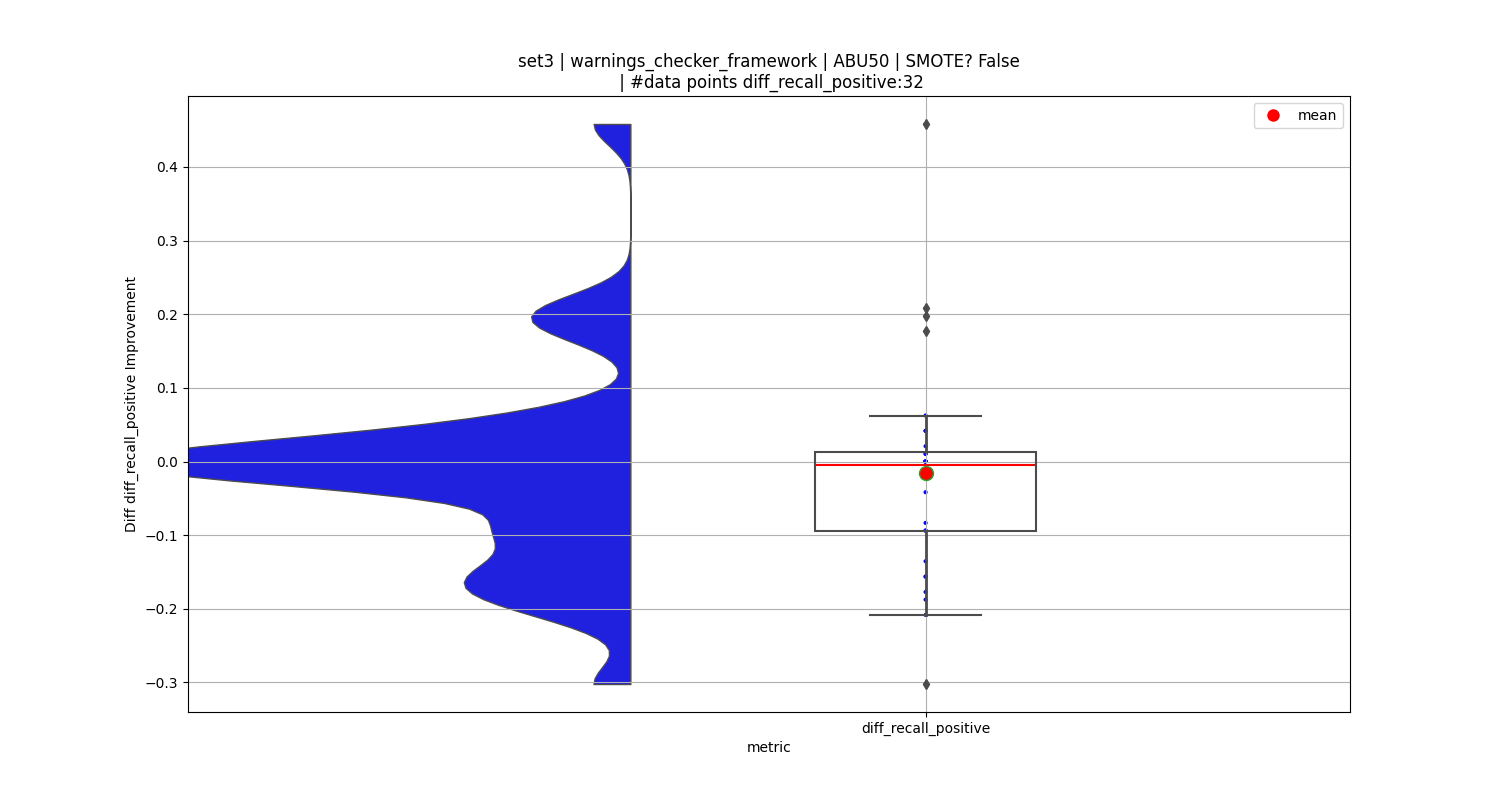 set3 | warnings_checker_framework | ABU50 | SMOTE? False
| #data points diff_recall_positive:32
mean
0.4
0.3
0.2
0.1
0.0
−0.1
−0.2
−0.3
Diff diff_recall_positive Improvement
diff_recall_positive
metric